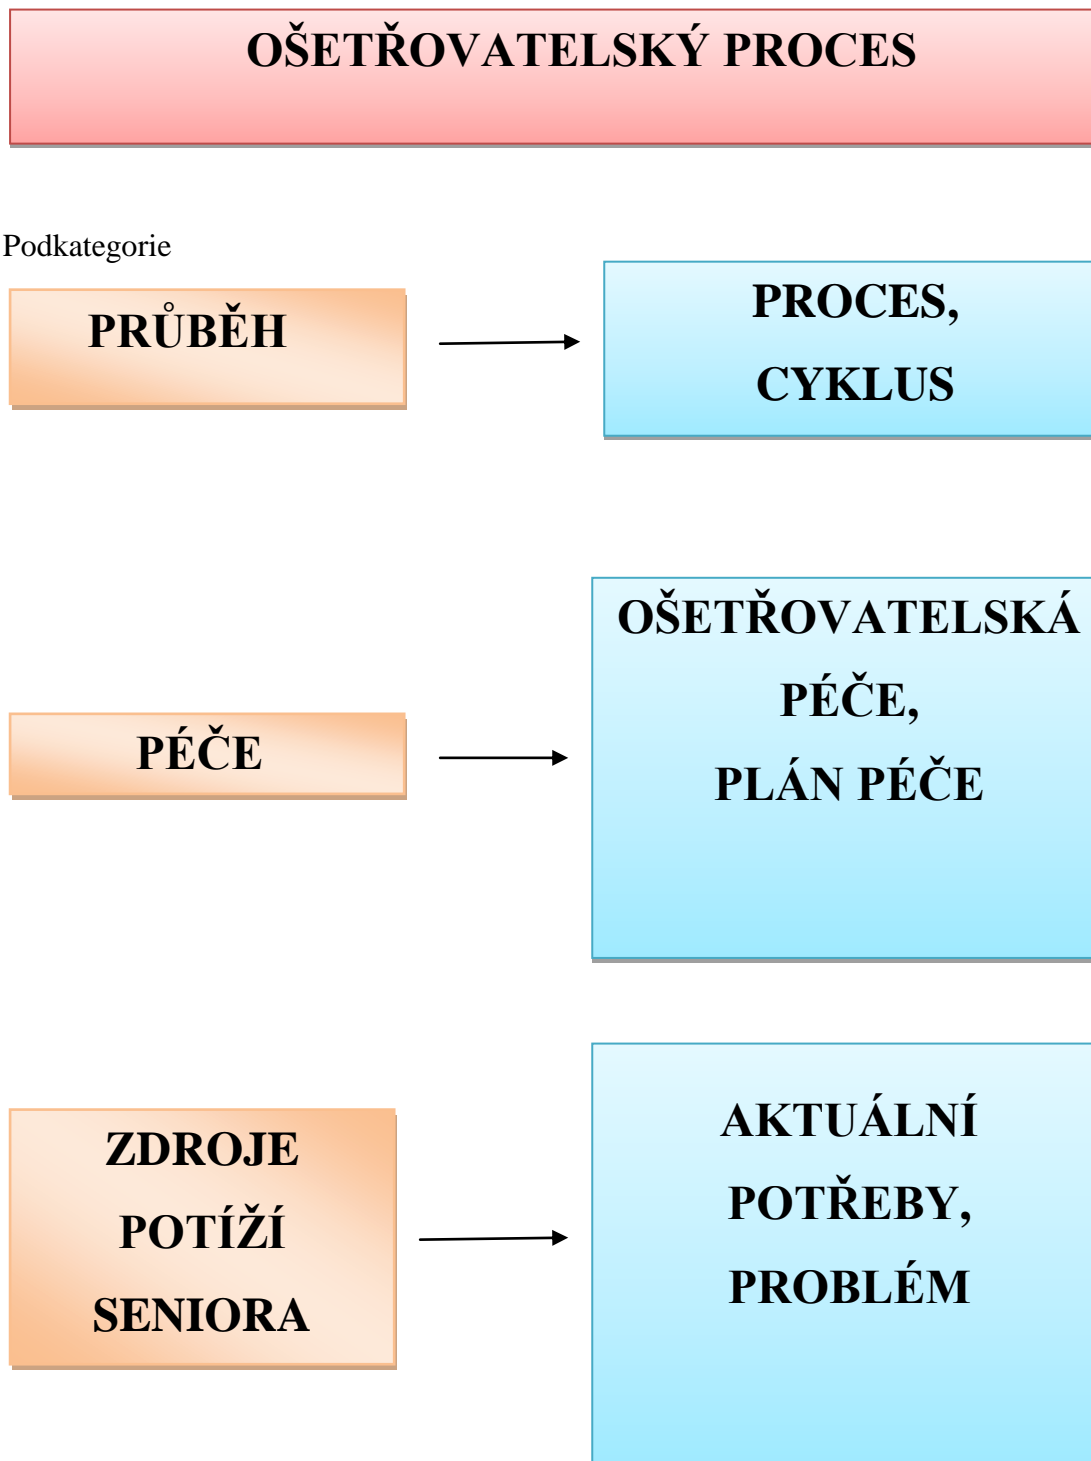 OŠETŘOVATELSKÝ PROCES
Podkategorie
PRŮBĚH
PROCES,
CYKLUS
PÉČE
OŠETŘOVATELSKÁ
PÉČE,
PLÁN PÉČE
ZDROJE
POTÍŽÍ
SENIORA
AKTUÁLNÍ
POTŘEBY,
PROBLÉM